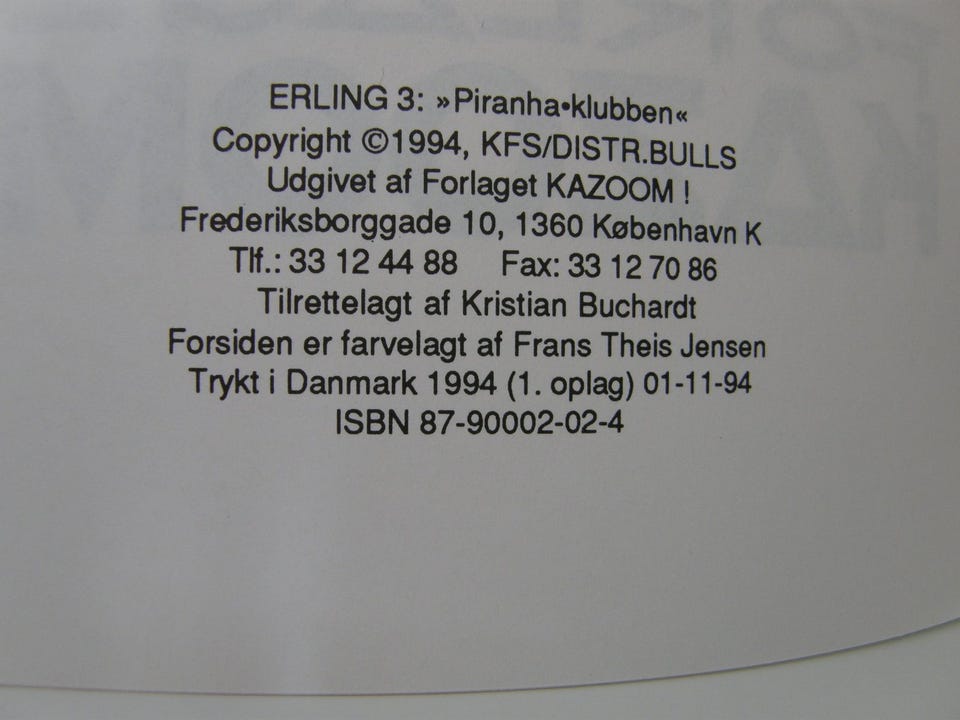 ERLING 3: »Piranha•klubben«
Copyright ©1994, KFS/DISTR.BULLS
Udgivet af Forlaget KAZOOM !
Frederiksborggade 10, 1360 København K
Tlf.: 33 12 44 88 Fax: 33 12 70 86
Tilrettelagt af Kristian Buchardt
Forsiden er farvelagt af Frans Theis Jensen
Trykt i Danmark 1994 (1. oplag) 01-11-94
ISBN 87-90002-02-4